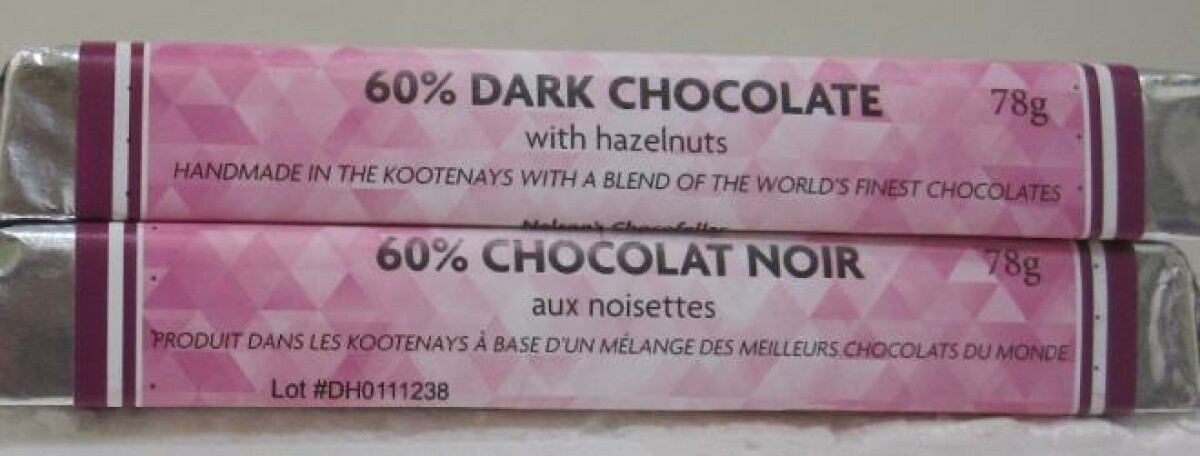 60% DARK CHOCOLATE 78g
with hazelnuts
HANDMADE IN THE KOOTENAYS WITH A BLEND OF THE WORLD'S FINEST CHOCOLATES
60% CHOCOLAT NOIR 78g
aux noisettes
PRODUIT DANS LES KOOTENAYS À BASE D'UN MÉLANGE DES MEILLEURS CHOCOLATS DU MONDE
Lot #DH0111238